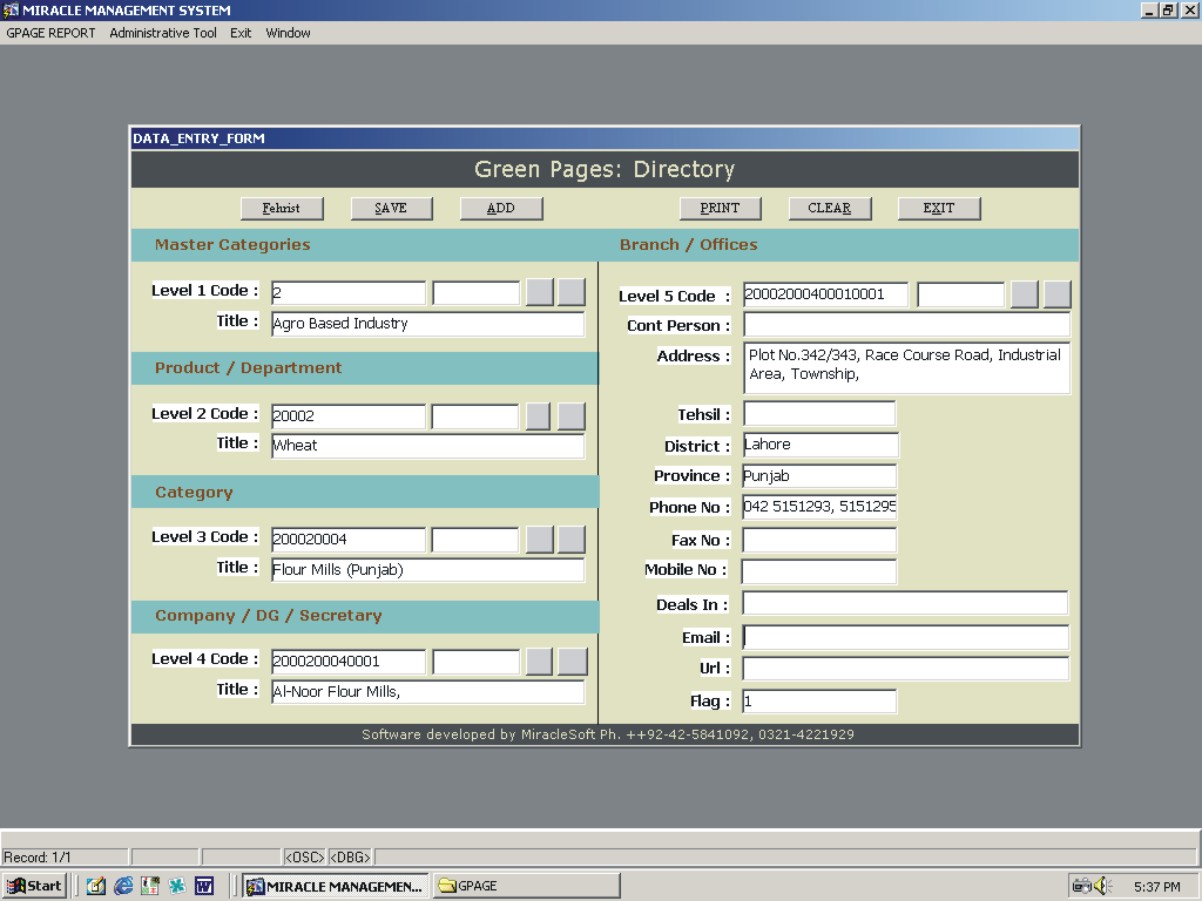 MIRACLE MANAGEMENT SYSTEM
GPAGE REPORT Administrative Tool Exit Window
DATA_ENTRY_FORM
Green Pages: Directory
Fehrist SAVE ADD PRINT CLEAR EXIT
Master Categories
Level 1 Code : 2
Title : Agro Based Industry
Product / Department
Level 2 Code : 20002
Title : Wheat
Category
Level 3 Code : 200020004
Title : Flour Mills (Punjab)
Company / DG / Secretary
Level 4 Code : 2000200040001
Title : Al-Noor Flour Mills,
Branch / Offices
Level 5 Code : 20002000400010001
Cont Person :
Address : Plot No.342/343, Race Course Road, Industrial
Area, Township,
Tehsil :
District : Lahore
Province : Punjab
Phone No : 042 5151293, 5151295
Fax No :
Mobile No :
Deals In :
Email :
Url :
Flag : 1
Software developed by MiracleSoft Ph. ++92-42-5841092, 0321-4221929
Record: 1/1 <OSC> <DBG>
Start MIRACLE MANAGEMEN... GPAGE 5:37 PM